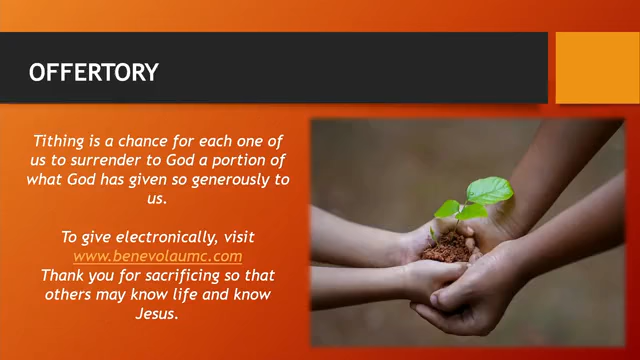 OFFERTORY
Tithing is a chance for each one of
us to surrender to God a portion of
what God has given so generously to
us.
To give electronically, visit
www.benevolaumc.com
Thank you for sacrificing so that
others may know life and know
Jesus.